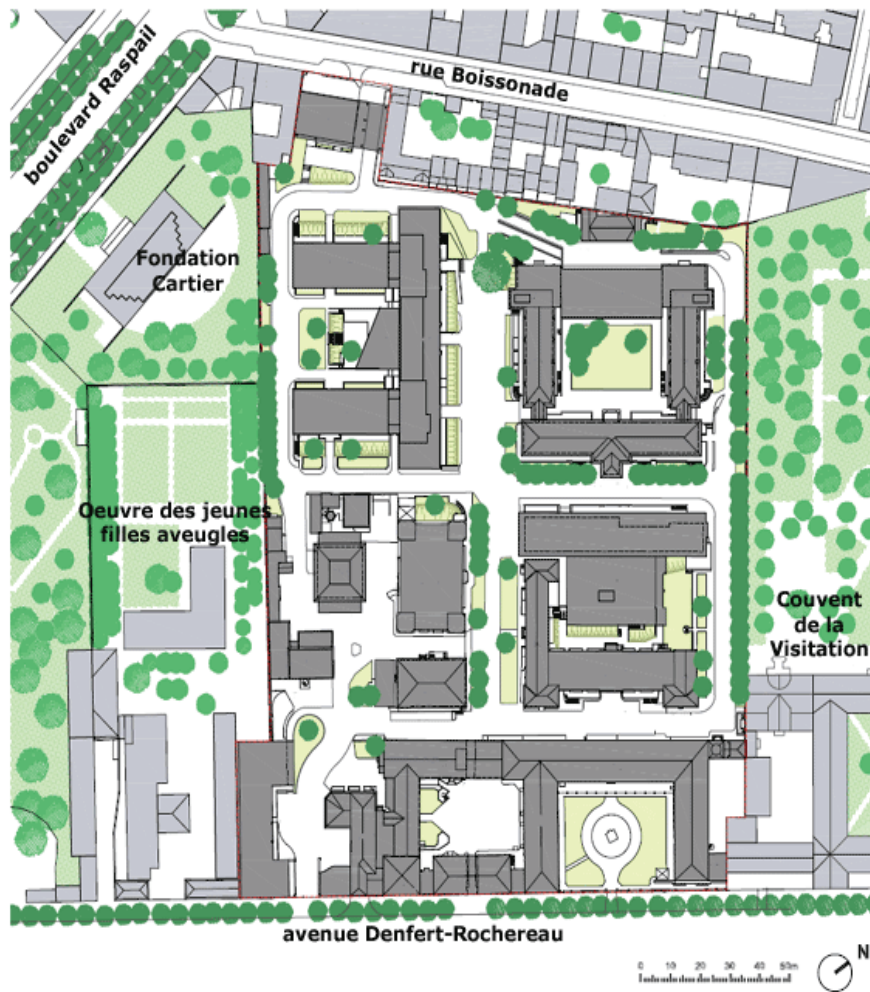 boulevard Raspail
rue Boissonade
Fondation
Cartier
Oeuvre des jeunes
filles aveugles
Couvent
de la
Visitation
avenue Denfert-Rochereau
N
0 10 20 30 40 50m